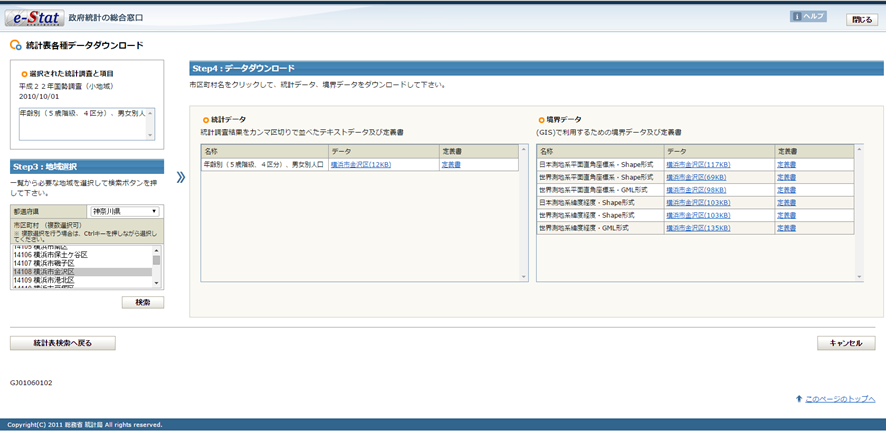 e-Stat 政府統計の総合窓口
ヘルプ
閉じる
統計表各種データダウンロード
選択された統計調査と項目
平成22年国勢調査(小地域)
2010/10/01
年齢別(5歳階級、4区分)、男女別人
Step3:地域選択
一覧から必要な地域を選択して検索ボタンを押して下さい。
都道府県 神奈川県
市区町村 (複数選択可)
※ 複数選択を行う場合は、Ctrlキーを押しながら選択してください。
14105 横浜市南区
14106 横浜市保土ケ谷区
14107 横浜市磯子区
14108 横浜市金沢区
14109 横浜市港北区
検索
Step4:データダウンロード
市区町村名をクリックして、統計データ、境界データをダウンロードして下さい。
統計データ
統計調査結果をカンマ区切りで並べたテキストデータ及び定義書
名称 データ 定義書
年齢別(5歳階級、4区分)、男女別人口 横浜市金沢区(12KB) 定義書
境界データ
(GIS)で利用するための境界データ及び定義書
名称 データ 定義書
日本測地系平面直角座標系・Shape形式 横浜市金沢区(117KB) 定義書
世界測地系平面直角座標系・Shape形式 横浜市金沢区(69KB) 定義書
世界測地系平面直角座標系・GML形式 横浜市金沢区(98KB) 定義書
日本測地系緯度経度・Shape形式 横浜市金沢区(103KB) 定義書
世界測地系緯度経度・Shape形式 横浜市金沢区(103KB) 定義書
世界測地系緯度経度・GML形式 横浜市金沢区(135KB) 定義書
統計表検索へ戻る
キャンセル
GJ01060102
このページのトップへ
Copyright(C) 2011 総務省 統計局 All rights reserved.